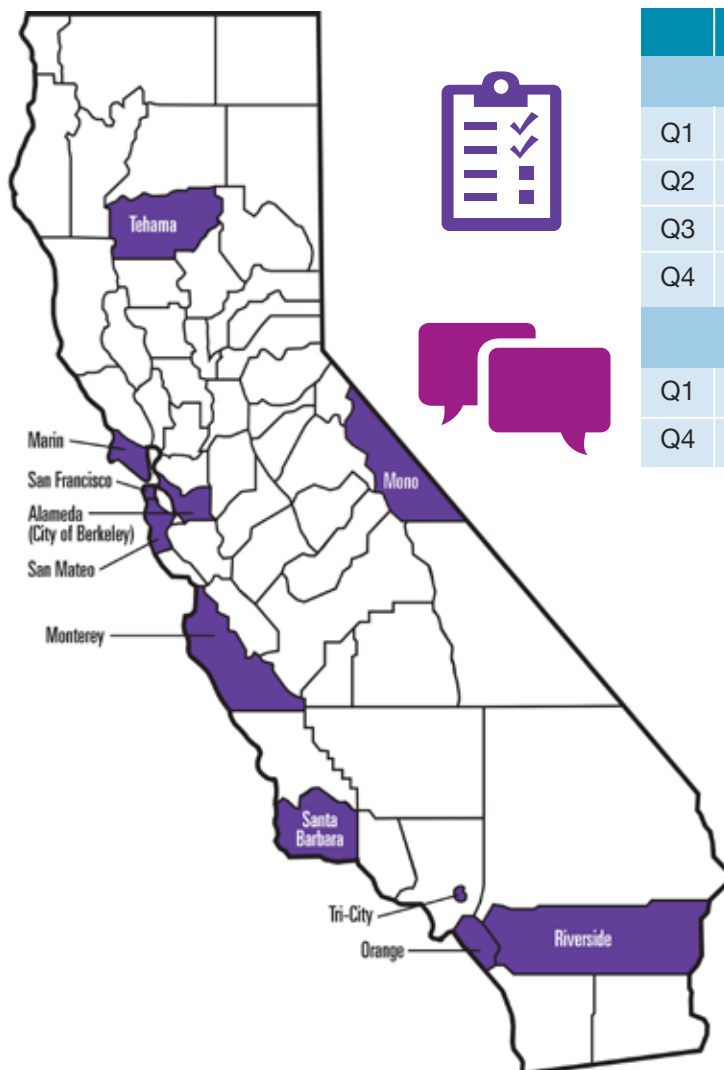 Tehama
Marin
San Francisco
Alameda
(City of Berkeley)
San Mateo
Monterey
Mono
Santa
Barbara
Tri-City
Orange
Riverside
Q1
Q2
Q3
Q4
Q1
Q4